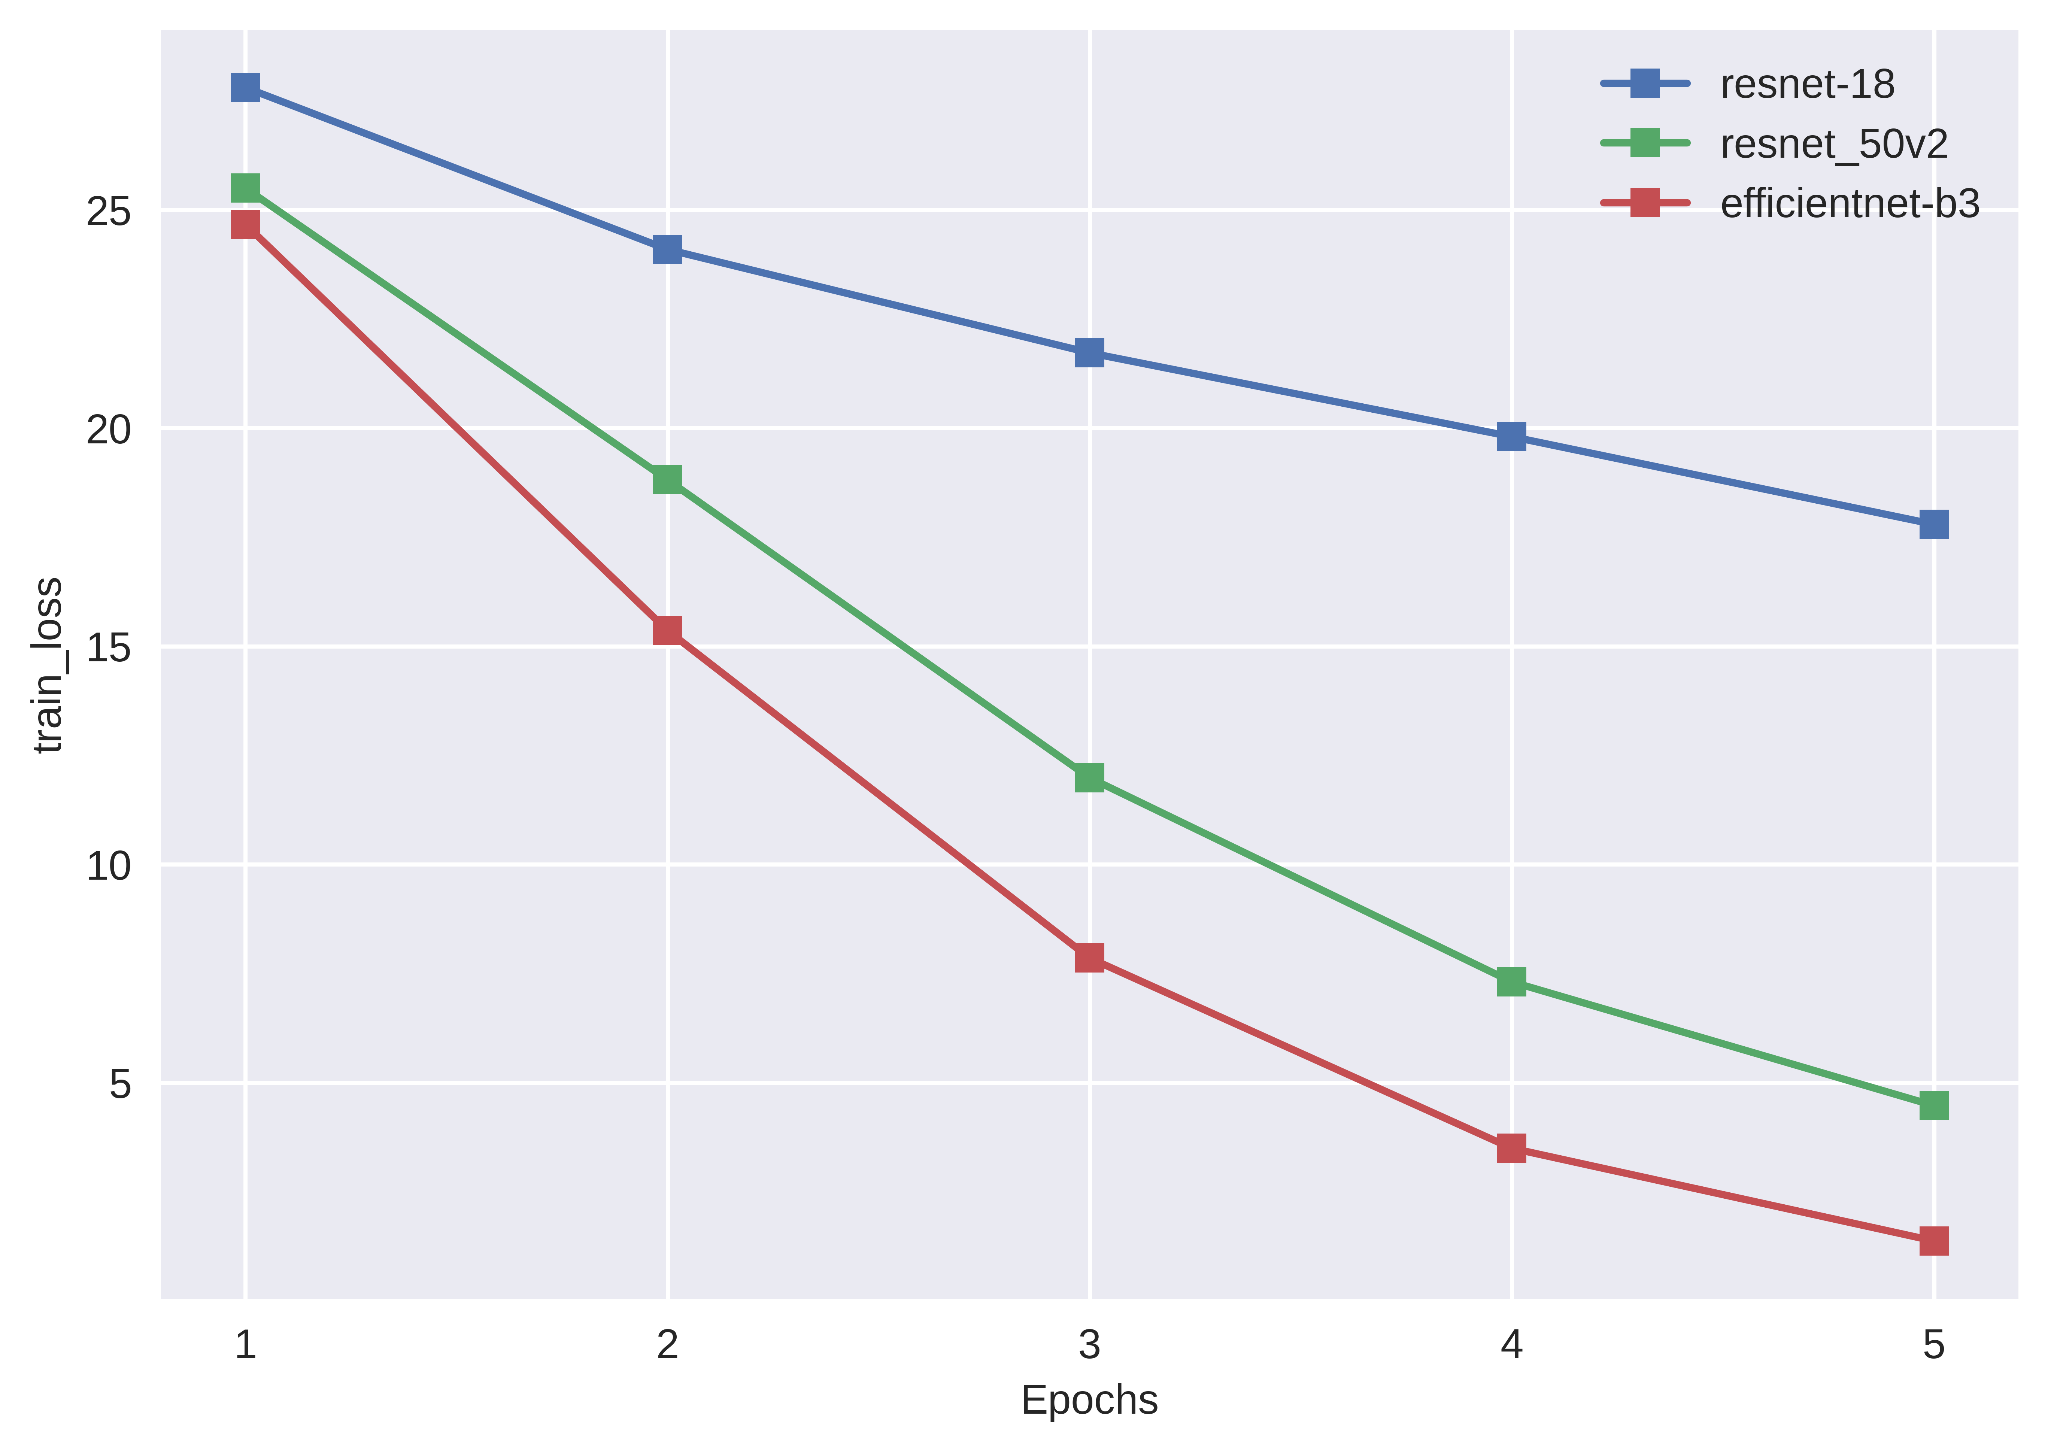 resnet-18
resnet_50v2
efficientnet-b3
25
20
15
10
5
train_loss
1 2 3 4 5
Epochs